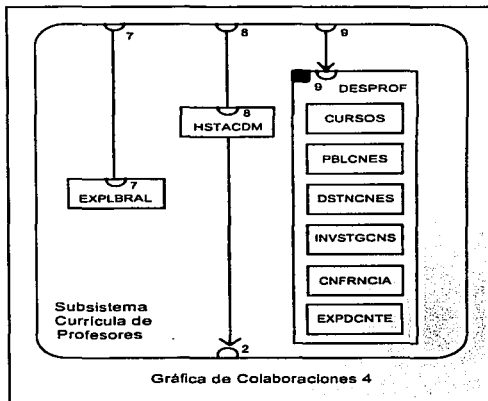 7
8
9
9
DESPROF
CURSOS
8
HSTACDM
PBLCNES
7
EXPLBRAL
DSTNCNES
INVSTGCNS
CNFRNCIA
EXPDCNTE
Subsistema
Currícula de
Profesores
2
Gráfica de Colaboraciones 4